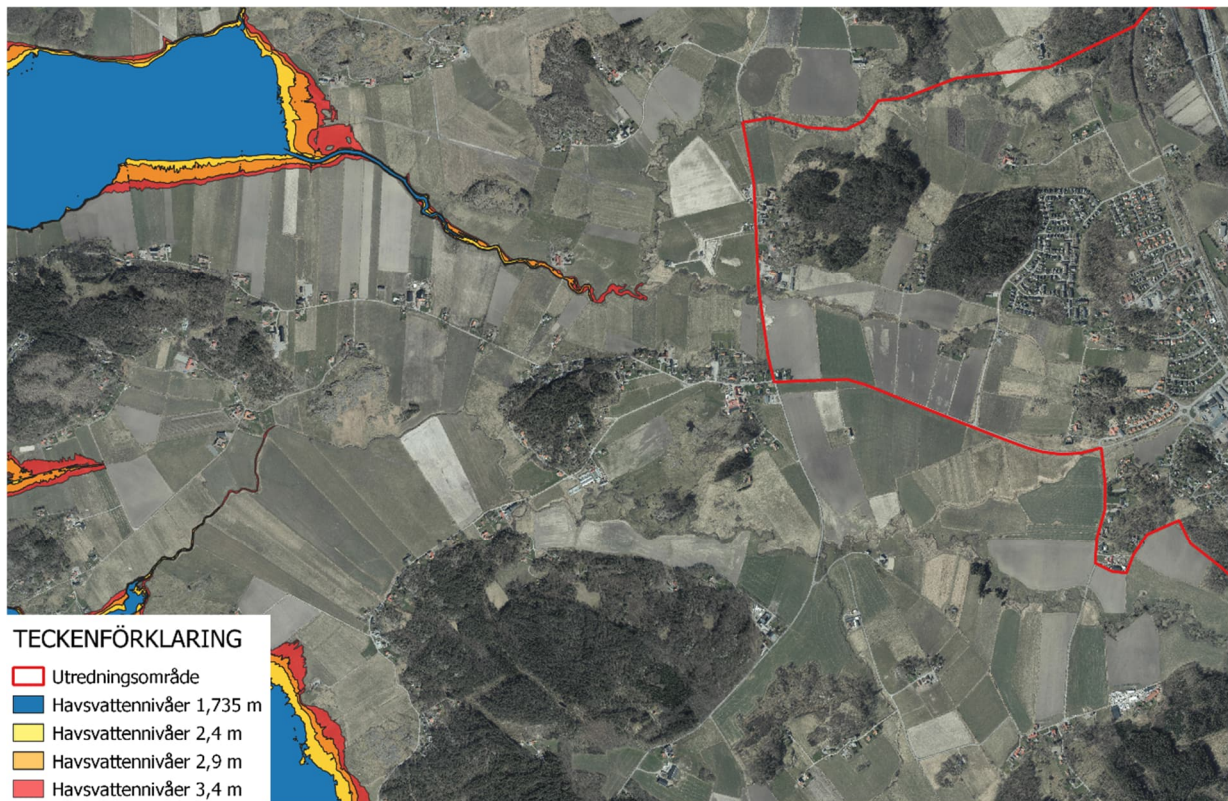 TECKENFÖRKLARING
Utredningsområde
Havsvattennivåer 1,735 m
Havsvattennivåer 2,4 m
Havsvattennivåer 2,9 m
Havsvattennivåer 3,4 m